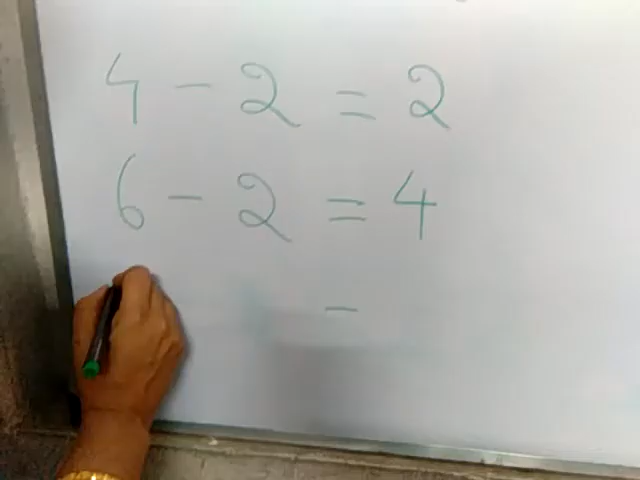 4 - 2 = 2
6 - 2 = 4
-